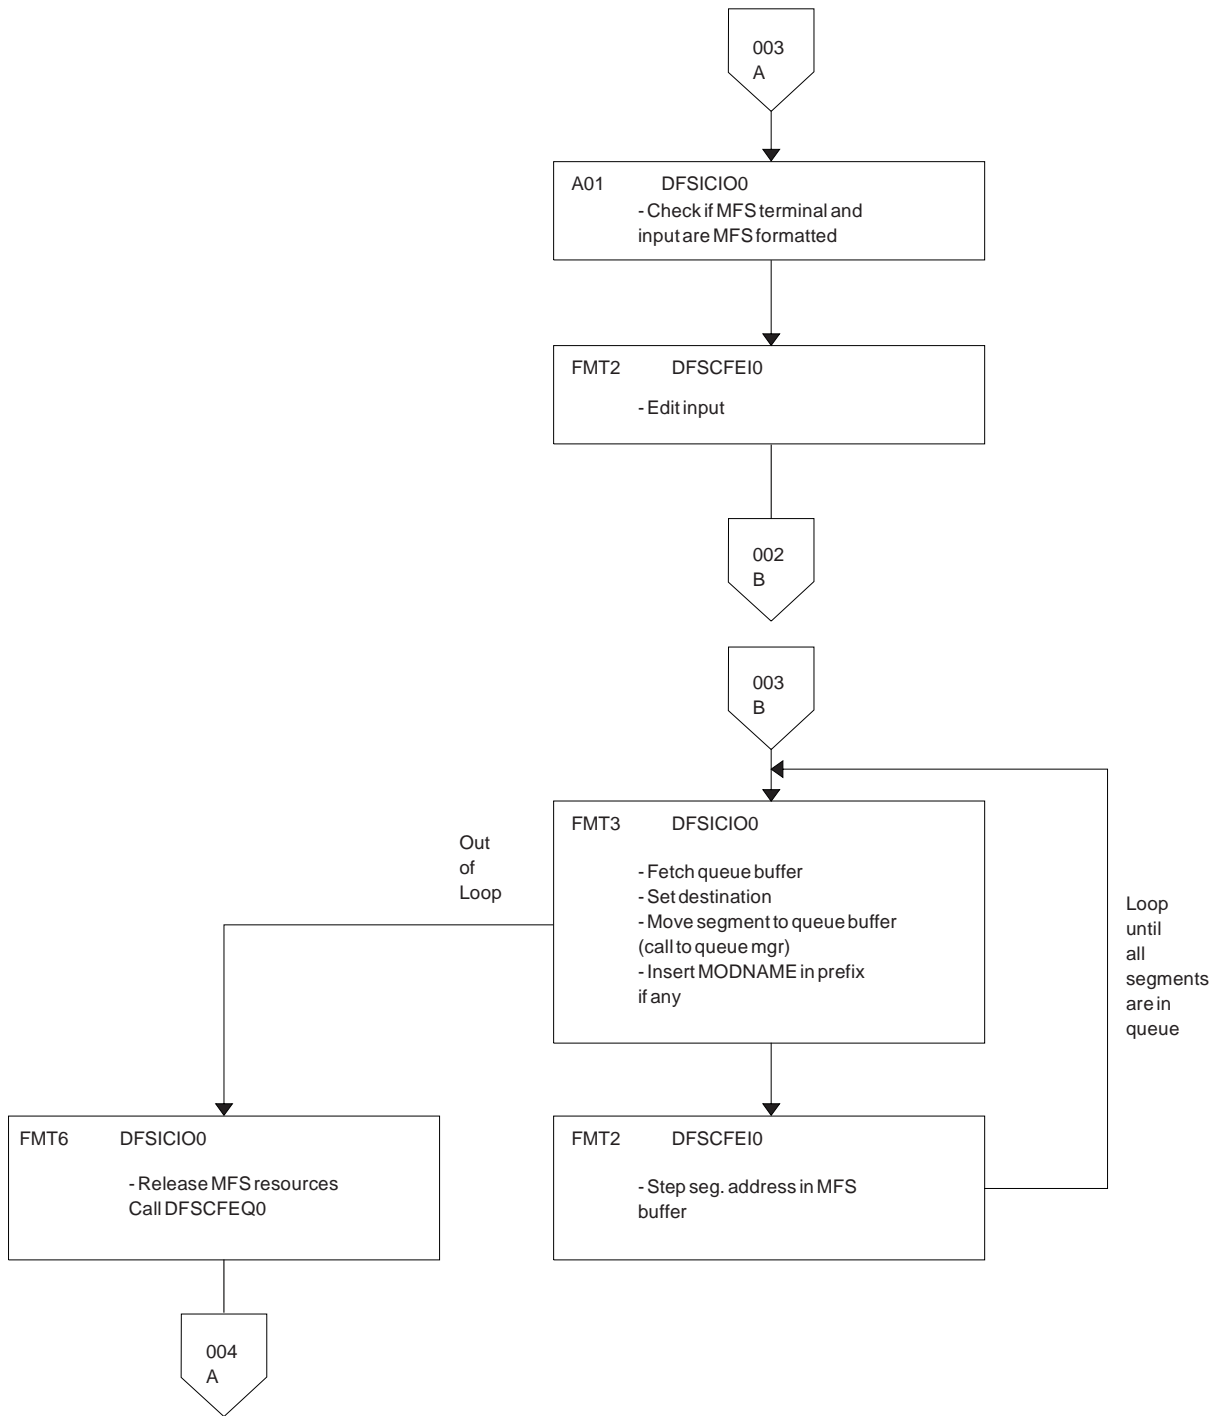 003
A
A01 DFSICIO0
- Check if MFS terminal and
input are MFS formatted
FMT2 DFSCFEI0
- Edit input
002
B
003
B
FMT3 DFSICIO0
- Fetch queue buffer
- Set destination
- Move segment to queue buffer
(call to queue mgr)
- Insert MODNAME in prefix
if any
Out
of
Loop
Loop
until
all
segments
are in
queue
FMT6 DFSICIO0
- Release MFS resources
Call DFSCFEQ0
FMT2 DFSCFEI0
- Step seg. address in MFS
buffer
004
A